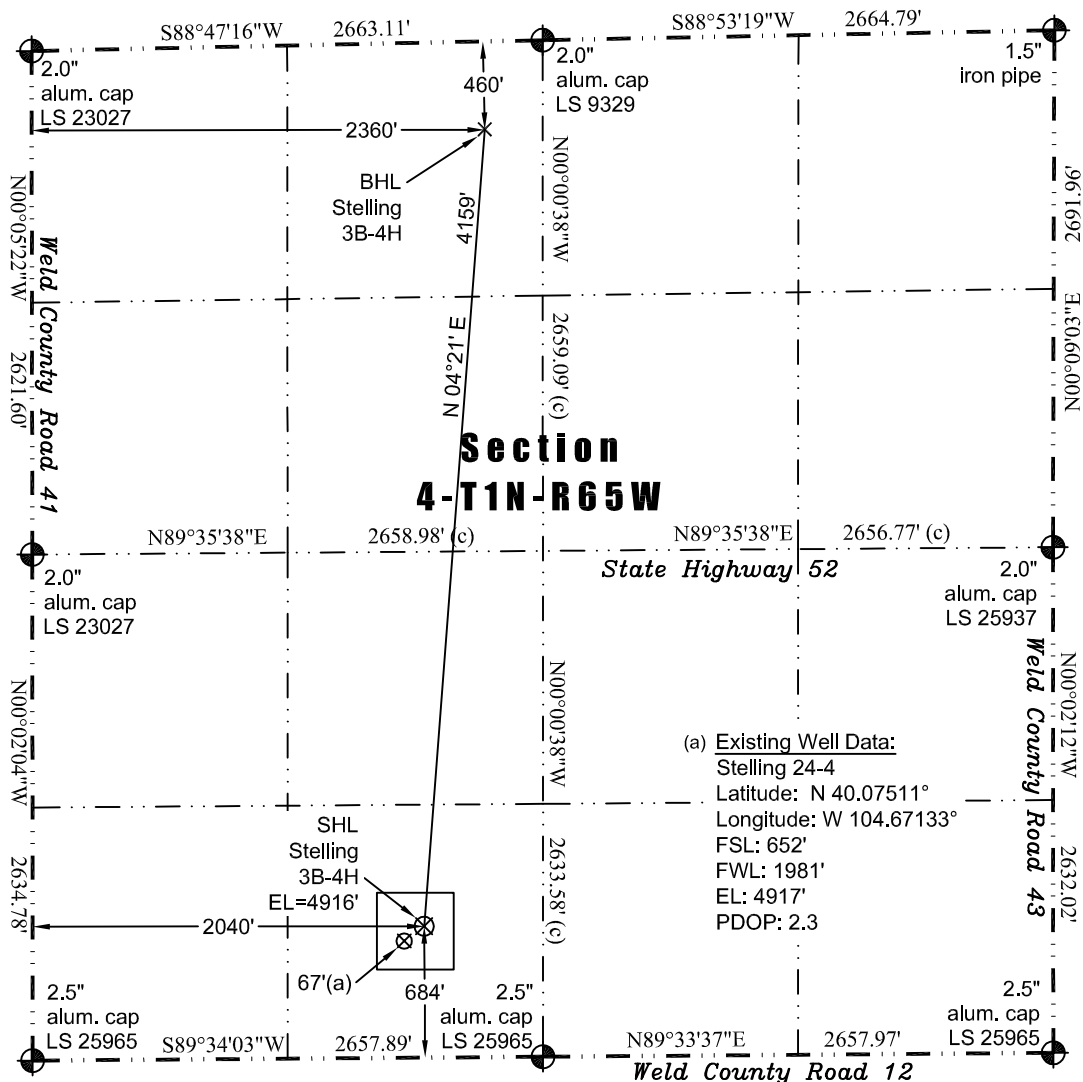 S88°47'16"W 2663.11' S88°53'19"W 2664.79'
2.0"
alum. cap
LS 23027
460'
2.0"
alum. cap
LS 9329
1.5"
iron pipe
2360'
BHL
Stelling
3B-4H
4159'
N 04°21' E
N00°05'22"W 2621.60'
Weld County Road 41
N00°00'38"W 2659.09' (c)
N00°09'03"E 2691.96'
Section
4-T1N-R65W
N89°35'38"E 2658.98' (c) N89°35'38"E 2656.77' (c)
State Highway 52
2.0"
alum. cap
LS 23027
2.0"
alum. cap
LS 25937
N00°02'04"W 2634.78'
N00°00'38"W 2633.58' (c)
Weld County Road 43
N00°02'12"W 2632.02'
(a) Existing Well Data:
Stelling 24-4
Latitude: N 40.07511°
Longitude: W 104.67133°
FSL: 652'
FWL: 1981'
EL: 4917'
PDOP: 2.3
SHL
Stelling
3B-4H
EL=4916'
2040'
67'(a)
684'
2.5"
alum. cap
LS 25965
2.5"
alum. cap
LS 25965
2.5"
alum. cap
LS 25965
S89°34'03"W 2657.89' N89°33'37"E 2657.97'
Weld County Road 12